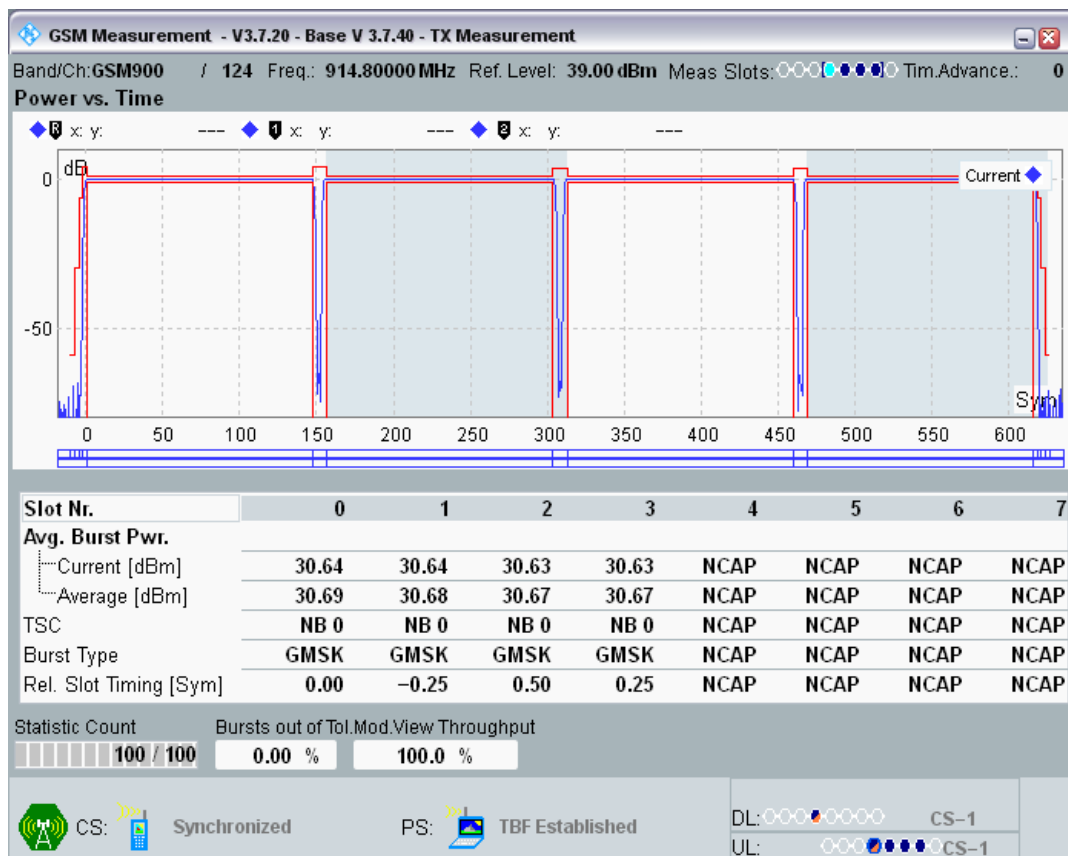 GSM Measurement - V3.7.20 - Base V 3.7.40 - TX Measurement
Band/Ch:GSM900 / 124 Freq.: 914.80000 MHz Ref. Level: 39.00 dBm Meas Slots: Tim.Advance.: 0
Power vs. Time
R x: y: --- 1 x: y: --- 2 x: y: ---
dB
Current
0
-50
Sym
0 50 100 150 200 250 300 350 400 450 500 550 600
Slot Nr. 0 1 2 3 4 5 6 7
Avg. Burst Pwr.
Current [dBm] 30.64 30.64 30.63 30.63 NCAP NCAP NCAP NCAP
Average [dBm] 30.69 30.68 30.67 30.67 NCAP NCAP NCAP NCAP
TSC NB 0 NB 0 NB 0 NB 0 NCAP NCAP NCAP NCAP
Burst Type GMSK GMSK GMSK GMSK NCAP NCAP NCAP NCAP
Rel. Slot Timing [Sym] 0.00 −0.25 0.50 0.25 NCAP NCAP NCAP NCAP
Statistic Count Bursts out of Tol. Mod.View Throughput
100 / 100 0.00 % 100.0 %
CS: Synchronized PS: TBF Established
DL: CS−1
UL: CS−1